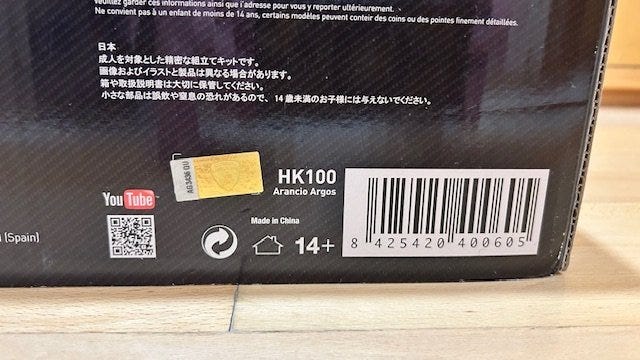 Veuillez garder ces informations ainsi que l'adresse pour vous y reporter ultérieurement.
Ne convient pas à un enfant de moins de 14 ans, certains modèles peuvent contenir des coins ou des pointes finement détaillées.
日本
成人を対象とした精密な組立てキットです。
画像およびイラストと製品は異なる場合があります。
箱や取扱説明書は大切に保管してください。
小さな部品は誤飲や窒息の恐れがあるので、14歳未満のお子様には与えないでください。
AG3436 OU
HK100
Arancio Argos
YouTube
(Spain)
Made in China
14+
8 425420 400605